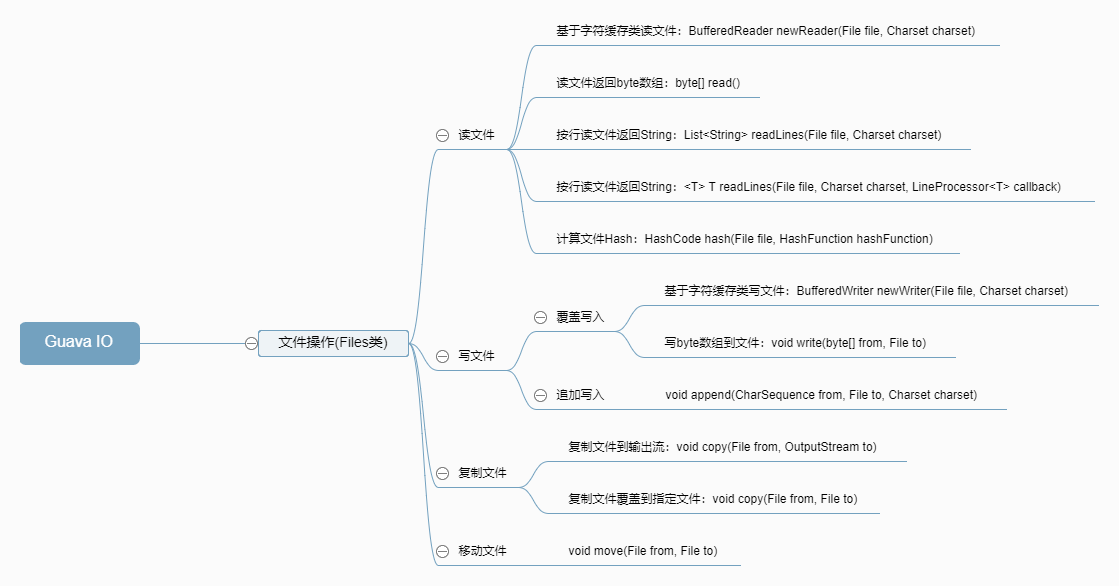 Guava IO
文件操作(Files类)
读文件
基于字符缓存类读文件：BufferedReader newReader(File file, Charset charset)
读文件返回byte数组：byte[] read()
按行读文件返回String：List<String> readLines(File file, Charset charset)
按行读文件返回String：<T> T readLines(File file, Charset charset, LineProcessor<T> callback)
计算文件Hash：HashCode hash(File file, HashFunction hashFunction)
写文件
覆盖写入
基于字符缓存类写文件：BufferedWriter newWriter(File file, Charset charset)
写byte数组到文件：void write(byte[] from, File to)
追加写入
void append(CharSequence from, File to, Charset charset)
复制文件
复制文件到输出流：void copy(File from, OutputStream to)
复制文件覆盖到指定文件：void copy(File from, File to)
移动文件
void move(File from, File to)